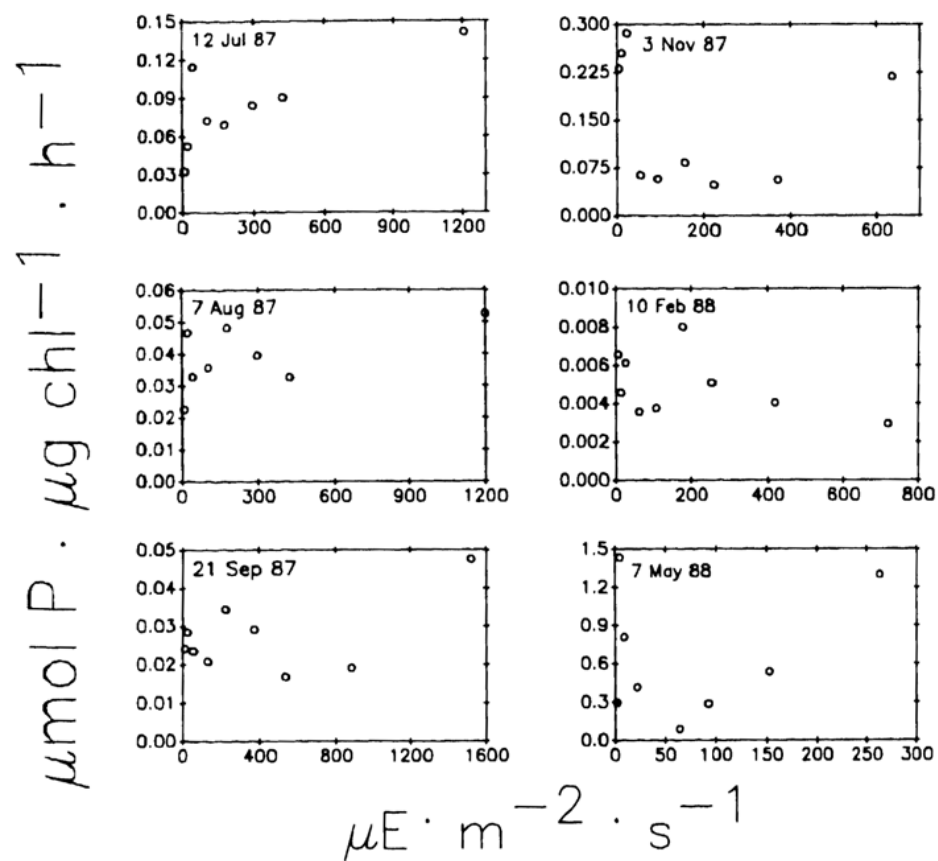 μmol P · μg chl−1 · h−1
12 Jul 87
0.15
0.12
0.09
0.06
0.03
0.00
0 300 600 900 1200
3 Nov 87
0.300
0.225
0.150
0.075
0.000
0 200 400 600
7 Aug 87
0.06
0.05
0.04
0.03
0.02
0.01
0.00
0 300 600 900 1200
10 Feb 88
0.010
0.008
0.006
0.004
0.002
0.000
0 200 400 600 800
21 Sep 87
0.05
0.04
0.03
0.02
0.01
0.00
0 400 800 1200 1600
7 May 88
1.5
1.2
0.9
0.6
0.3
0.0
0 50 100 150 200 250 300
μE · m−2 · s−1